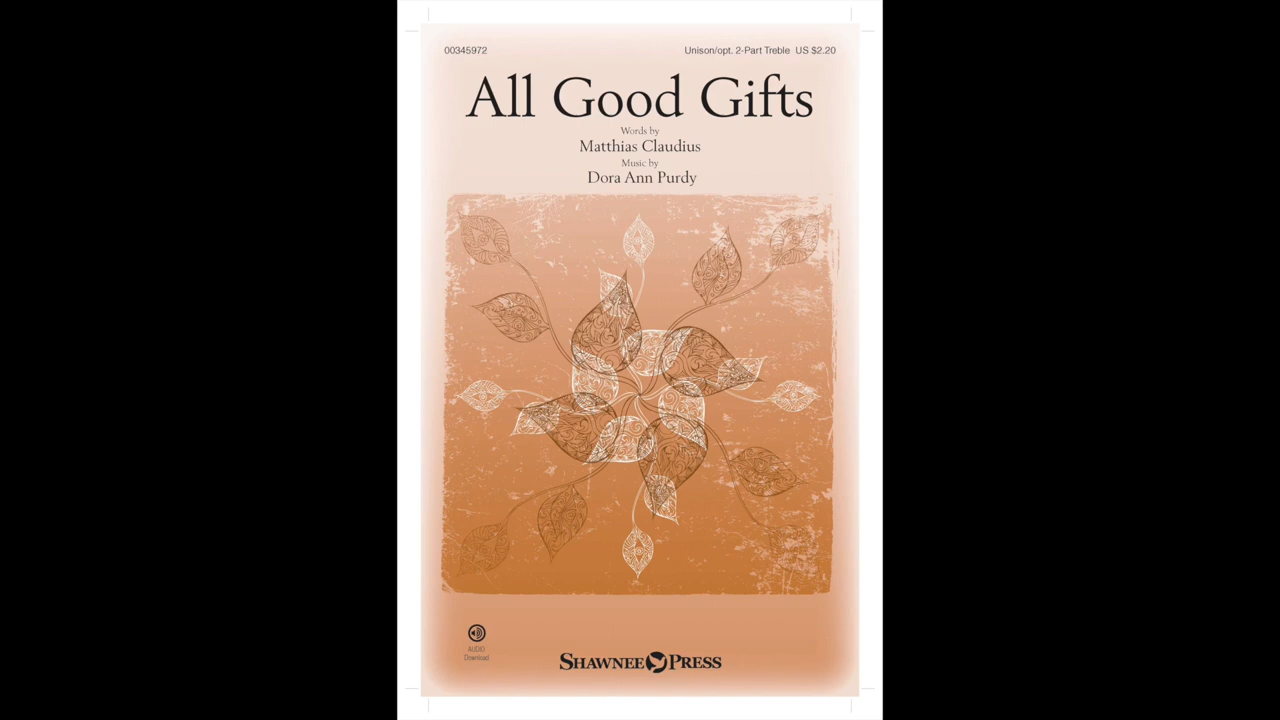 00345972
Unison/opt. 2-Part Treble US $2.20
All Good Gifts
Words by
Matthias Claudius
Music by
Dora Ann Purdy
AUDIO
Download
SHAWNEE PRESS